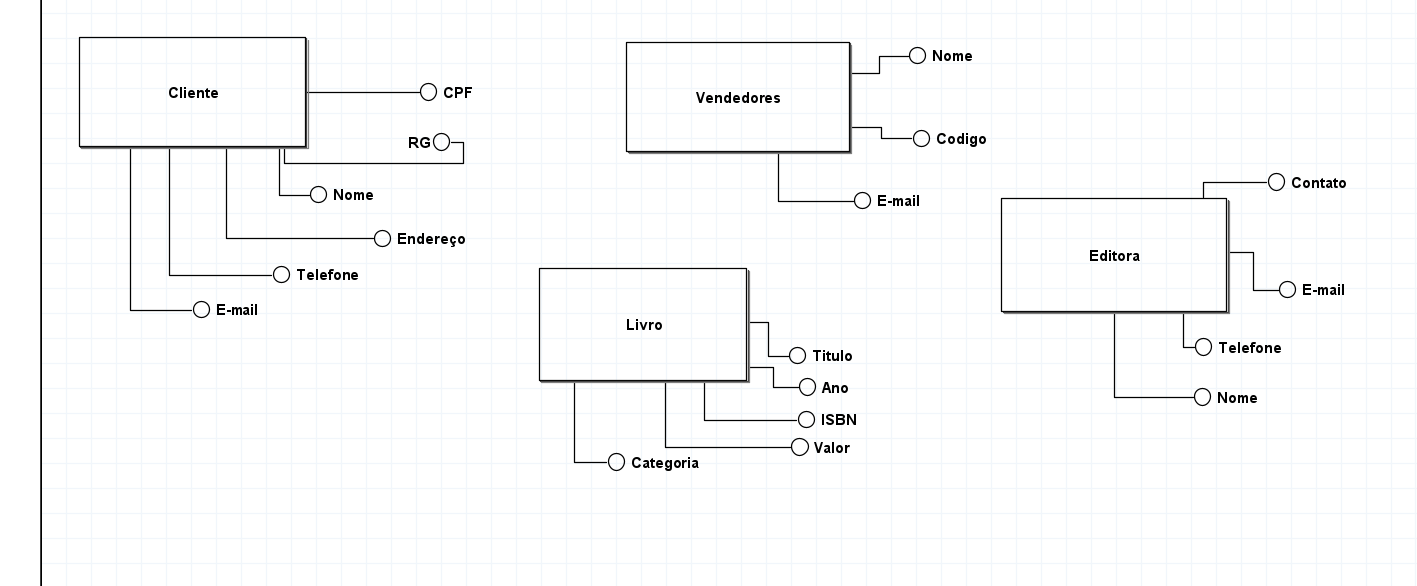 Cliente
CPF
RG
Nome
Endereço
Telefone
E-mail
Vendedores
Nome
Codigo
E-mail
Livro
Titulo
Ano
ISBN
Valor
Categoria
Editora
Contato
E-mail
Telefone
Nome